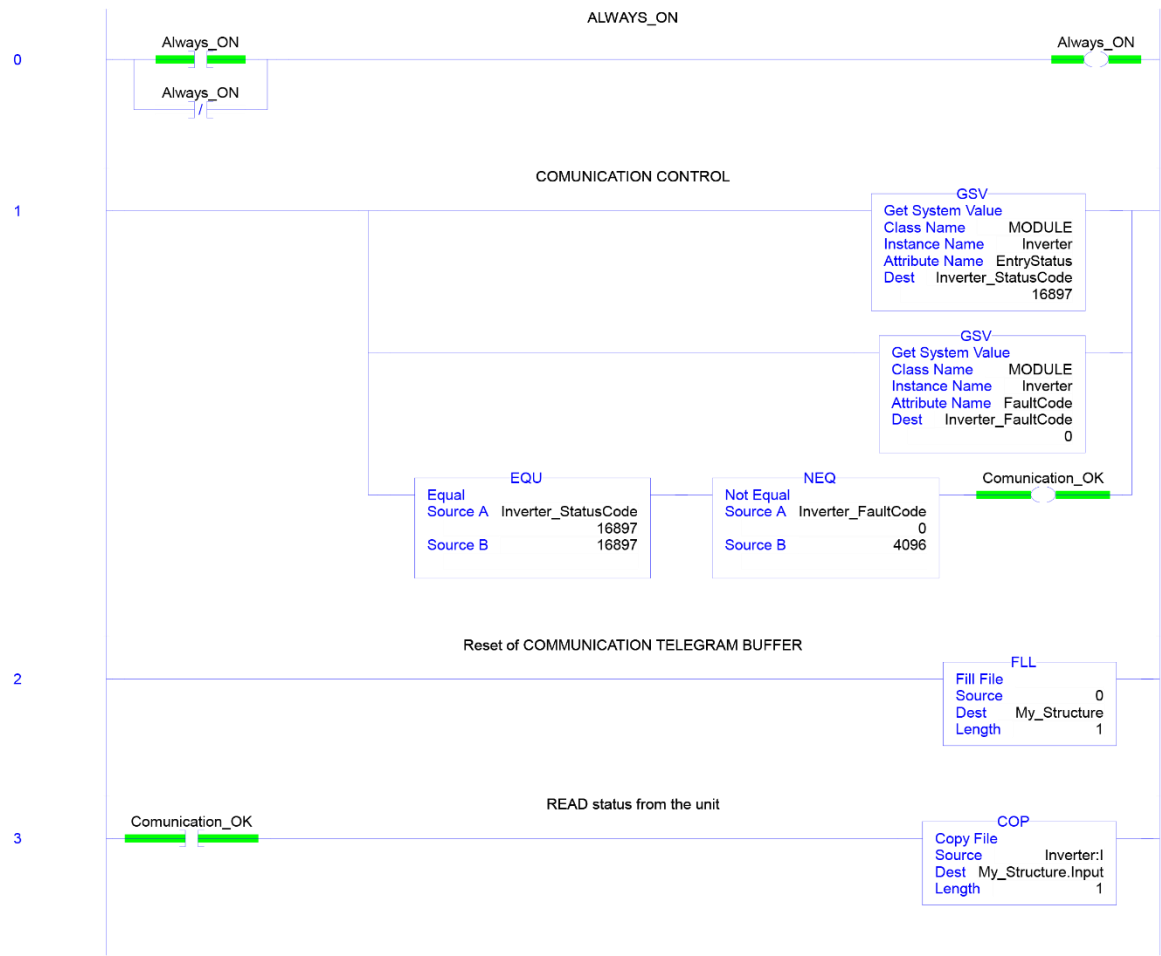 ALWAYS_ON
Always_ON
Always_ON
0
Always_ON
/
COMUNICATION CONTROL
1
GSV
Get System Value
Class Name MODULE
Instance Name Inverter
Attribute Name EntryStatus
Dest Inverter_StatusCode
16897
GSV
Get System Value
Class Name MODULE
Instance Name Inverter
Attribute Name FaultCode
Dest Inverter_FaultCode
0
EQU
Equal
Source A Inverter_StatusCode
16897
Source B 16897
NEQ
Not Equal
Source A Inverter_FaultCode
0
Source B 4096
Comunication_OK
Reset of COMMUNICATION TELEGRAM BUFFER
2
FLL
Fill File
Source 0
Dest My_Structure
Length 1
READ status from the unit
Comunication_OK
3
COP
Copy File
Source Inverter:I
Dest My_Structure.Input
Length 1